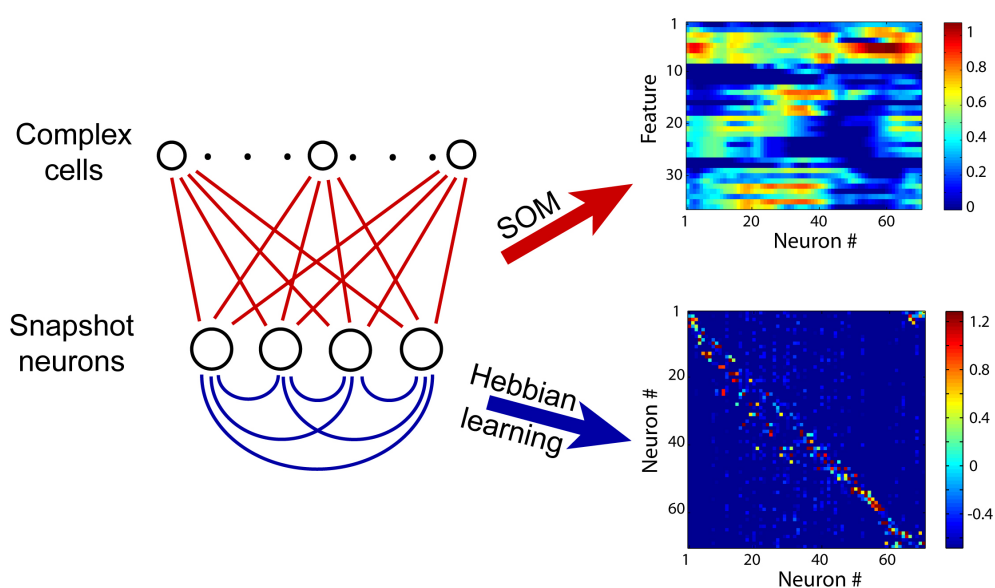 Complex
cells
Snapshot
neurons
SOM
Hebbian
learning
1
10
20
30
Feature
1 20 40 60
Neuron #
1
0.8
0.6
0.4
0.2
0
1
20
40
60
Neuron #
1 20 40 60
Neuron #
1.2
0.8
0.4
0
-0.4